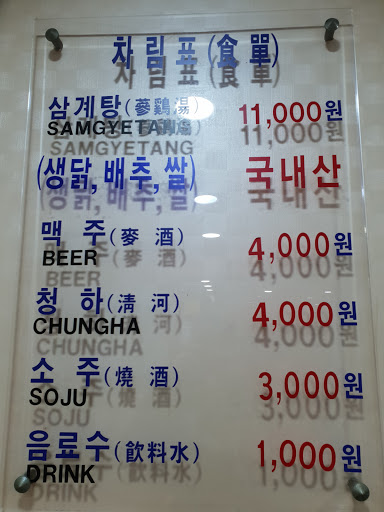 차림표(食單)
삼계탕(蔘鷄湯) 11,000원
SAMGYETANG
(생닭, 배추, 쌀) 국내산
맥 주(麥 酒) 4,000원
BEER
청 하(淸 河) 4,000원
CHUNGHA
소 주(燒 酒) 3,000원
SOJU
음료수(飮料水) 1,000원
DRINK